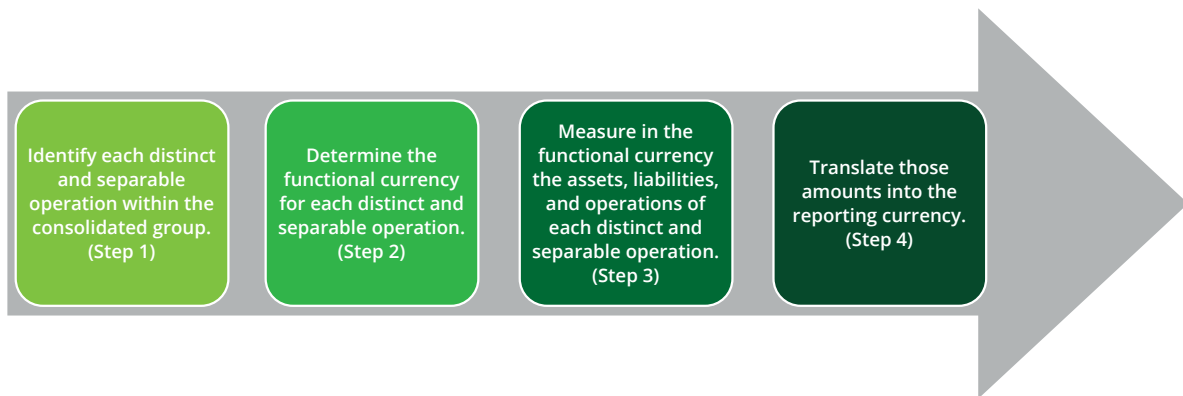 Identify each distinct
and separable
operation within the
consolidated group.
(Step 1)
Determine the
functional currency
for each distinct and
separable operation.
(Step 2)
Measure in the
functional currency
the assets, liabilities,
and operations of
each distinct and
separable operation.
(Step 3)
Translate those
amounts into the
reporting currency.
(Step 4)